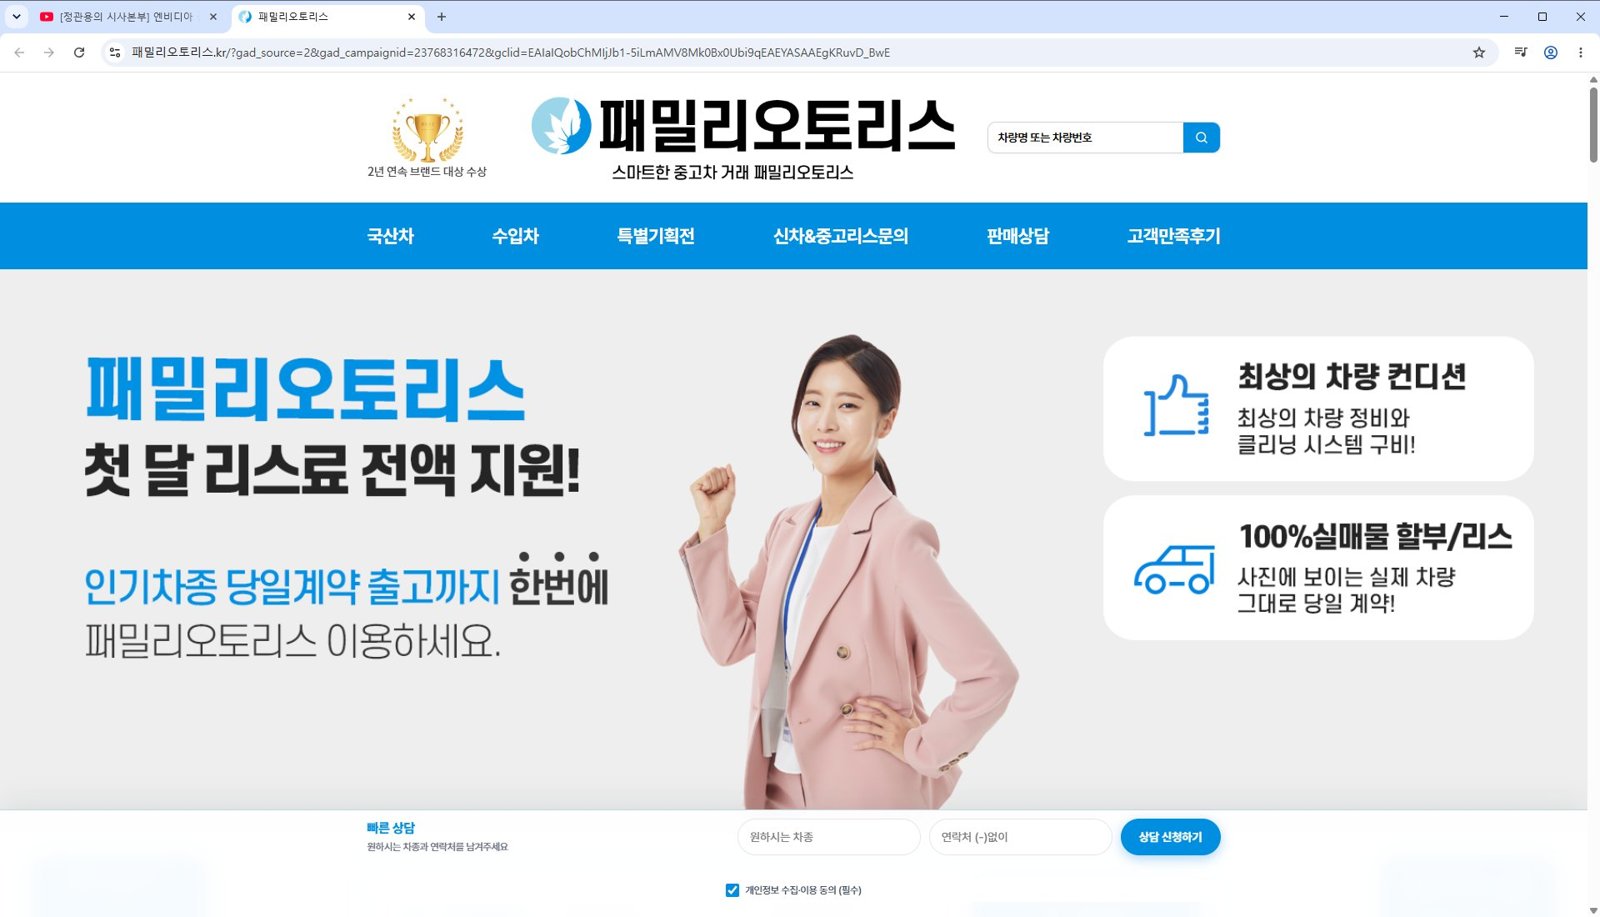 [정관용의 시사본부] 엔비디아
패밀리오토리스
패밀리오토리스.kr/?gad_source=2&gad_campaignid=23768316472&gclid=EAIaIQobChMIjJb1-5iLmAMV8Mk0Bx0Ubi9qEAEYASAAEgKRuvD_BwE
2년 연속 브랜드 대상 수상
패밀리오토리스
스마트한 중고차 거래 패밀리오토리스
차량명 또는 차량번호
국산차
수입차
특별기획전
신차&중고리스문의
판매상담
고객만족후기
패밀리오토리스
첫 달 리스료 전액 지원!
인기차종 당일계약 출고까지 한번에
패밀리오토리스 이용하세요.
최상의 차량 컨디션
최상의 차량 정비와
클리닝 시스템 구비!
100%실매물 할부/리스
사진에 보이는 실제 차량
그대로 당일 계약!
빠른 상담
원하시는 차종과 연락처를 남겨주세요
원하시는 차종
연락처 (-)없이
상담 신청하기
개인정보 수집·이용 동의 (필수)